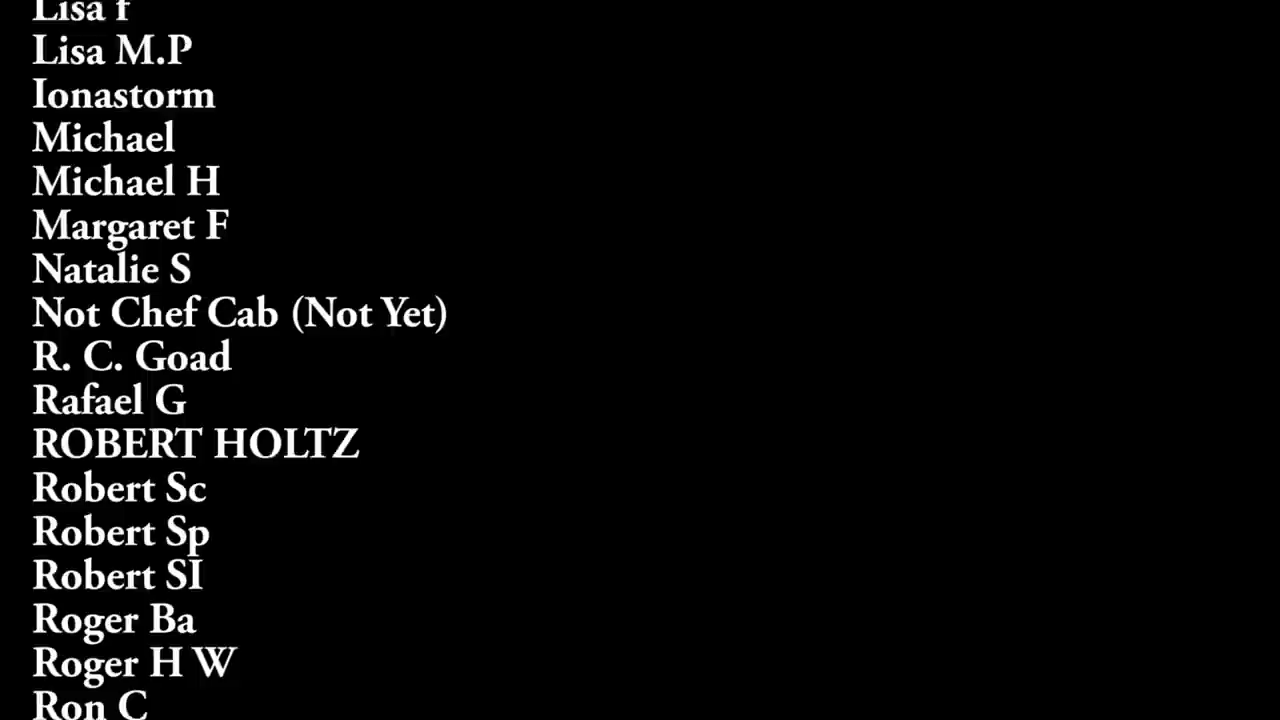 Lisa f
Lisa M.P
Ionastorm
Michael
Michael H
Margaret F
Natalie S
Not Chef Cab (Not Yet)
R. C. Goad
Rafael G
ROBERT HOLTZ
Robert Sc
Robert Sp
Robert SI
Roger Ba
Roger H W
Ron C